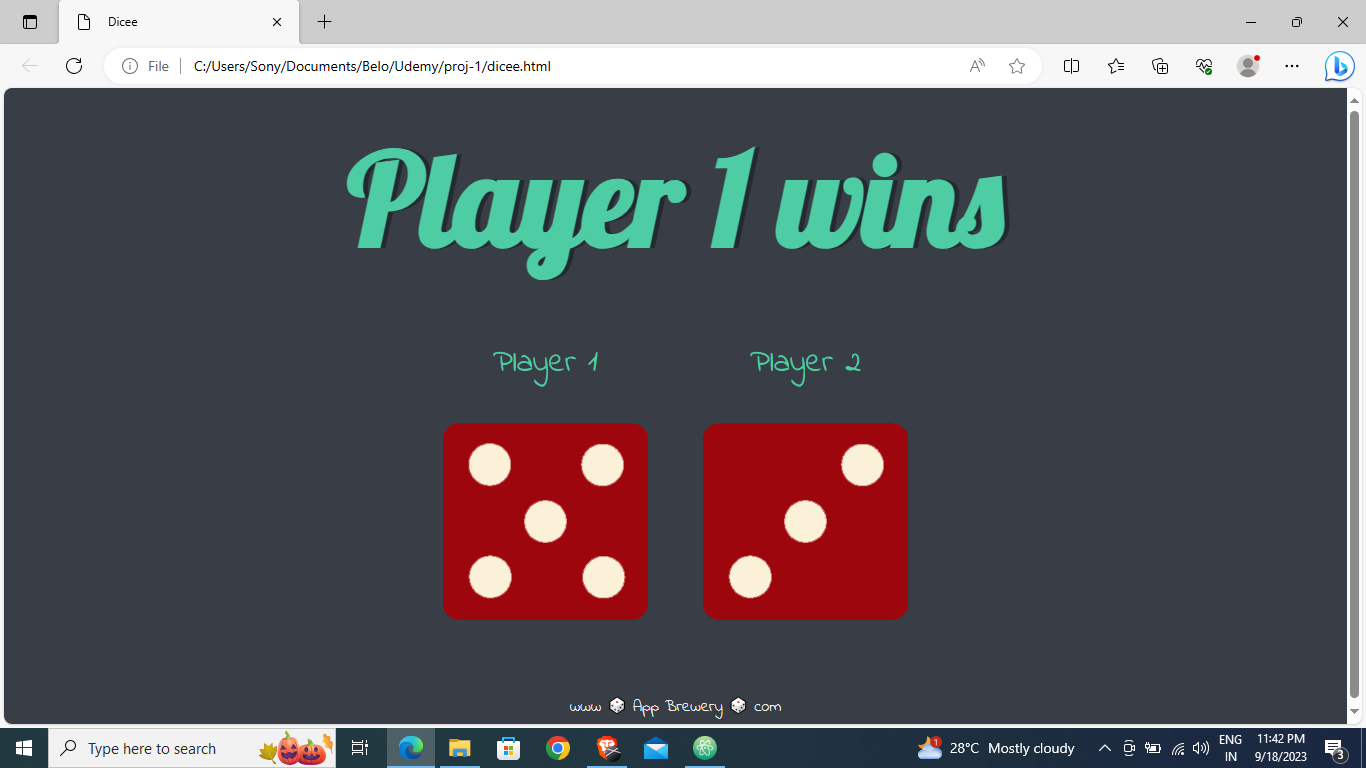 Dicee
File
C:/Users/Sony/Documents/Belo/Udemy/proj-1/dicee.html
Player 1 wins
Player 1
Player 2
www 🎲 App Brewery 🎲 com
Type here to search
1
28°C Mostly cloudy
ENG
IN
11:42 PM
9/18/2023
3